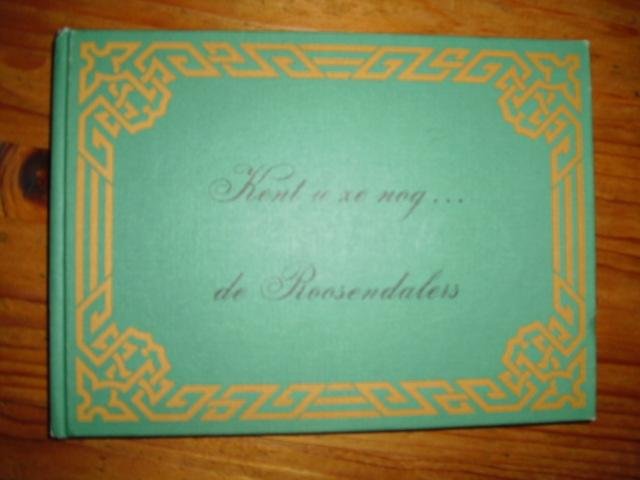 Kent u ze nog...
de Roosendalers